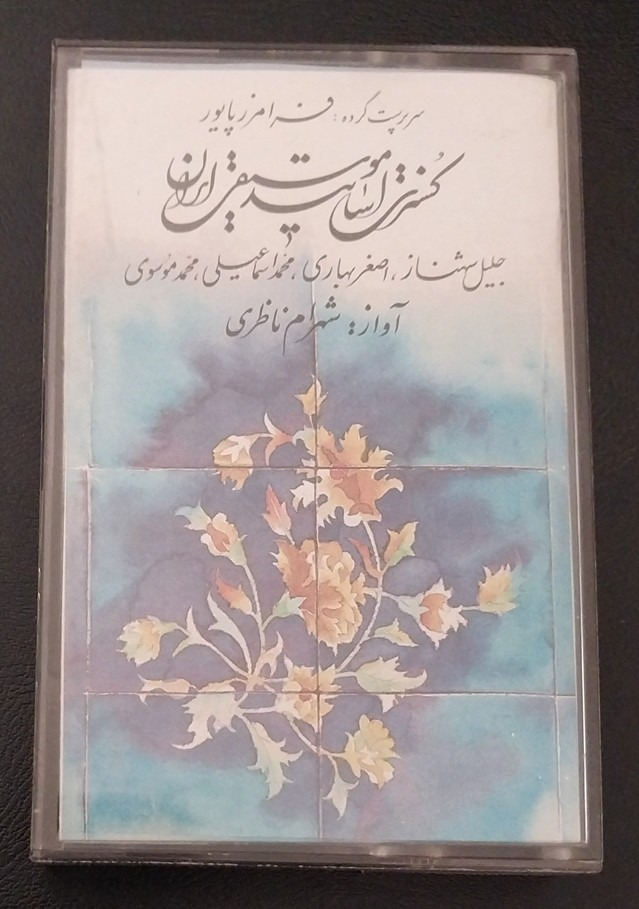 سرپرست گروه: فرامرز پایور
کنسرت اساتید موسیقی ایران
جلیل شهناز، اصغر بهاری، محمد اسماعیلی، محمد موسوی
آواز: شهرام ناظری